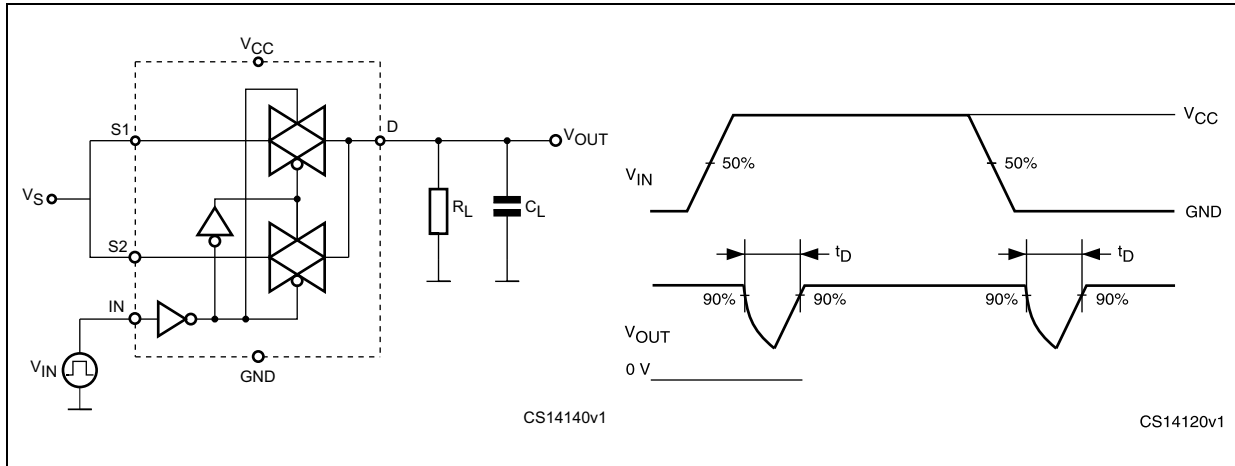 VCC
S1
D
VOUT
VS
RL
CL
S2
IN
VIN
GND
CS14140v1
VCC
50%
50%
VIN
GND
tD
tD
90%
90%
90%
90%
VOUT
0 V
CS14120v1